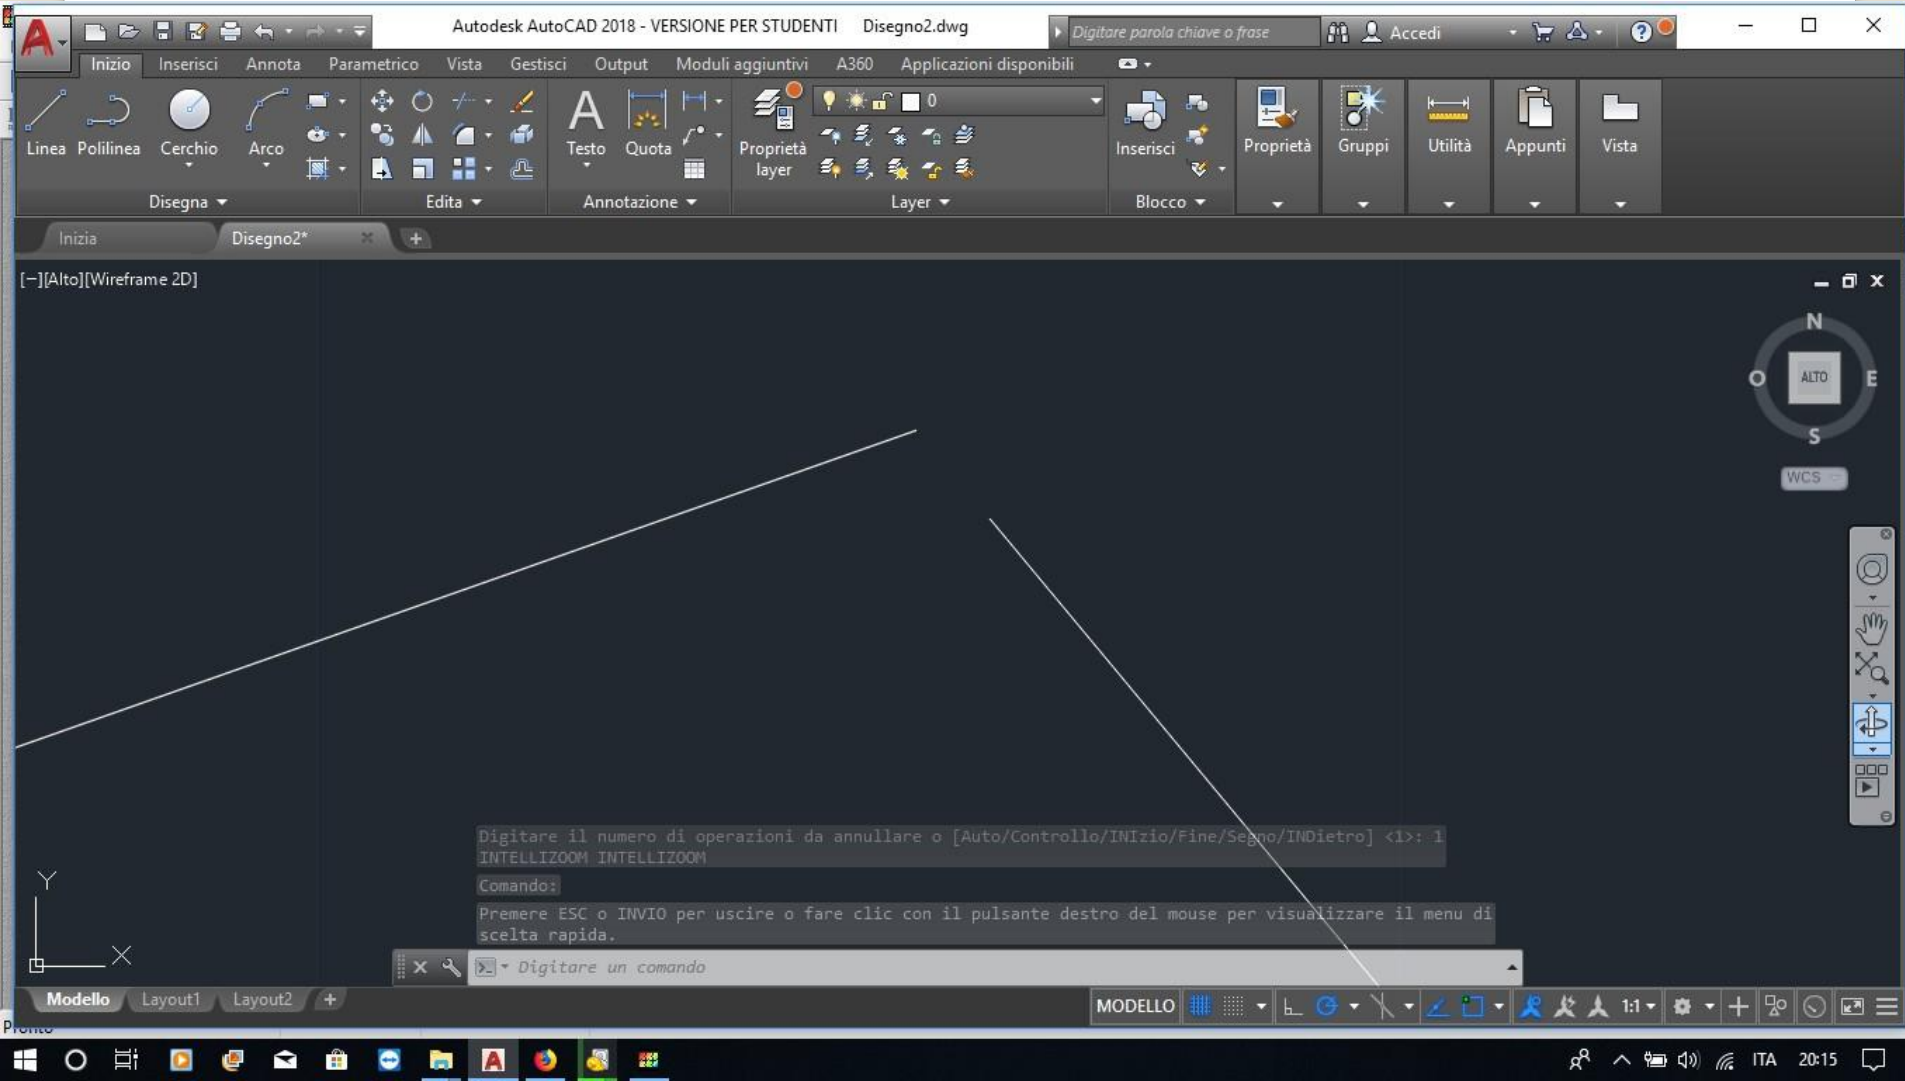 Autodesk AutoCAD 2018 - VERSIONE PER STUDENTI Disegno2.dwg
Digitare parola chiave o frase
Accedi
Inizio Inserisci Annota Parametrico Vista Gestisci Output Moduli aggiuntivi A360 Applicazioni disponibili
0
Linea Polilinea Cerchio Arco
Testo Quota
Proprietà
layer
Inserisci
Proprietà Gruppi Utilità Appunti Vista
Disegna Edita Annotazione Layer Blocco
Inizia Disegno2*
[−][Alto][Wireframe 2D]
N
O ALTO E
S
WCS
Digitare il numero di operazioni da annullare o [Auto/Controllo/INIzio/Fine/Segno/INDietro] <1>: 1
INTELLIZOOM INTELLIZOOM
Comando:
Premere ESC o INVIO per uscire o fare clic con il pulsante destro del mouse per visualizzare il menu di
scelta rapida.
Y
X
Digitare un comando
Modello Layout1 Layout2
MODELLO 1:1
Pronto
ITA 20:15